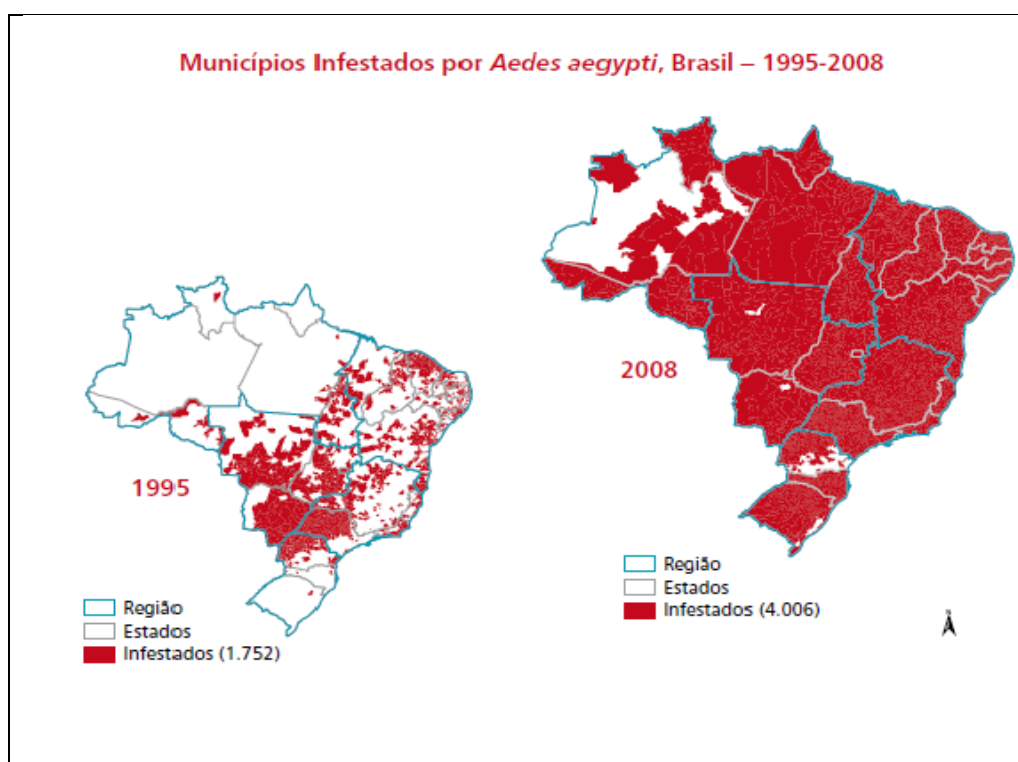 Municípios Infestados por Aedes aegypti, Brasil – 1995-2008
1995
Região
Estados
Infestados (1.752)
2008
Região
Estados
Infestados (4.006)
N